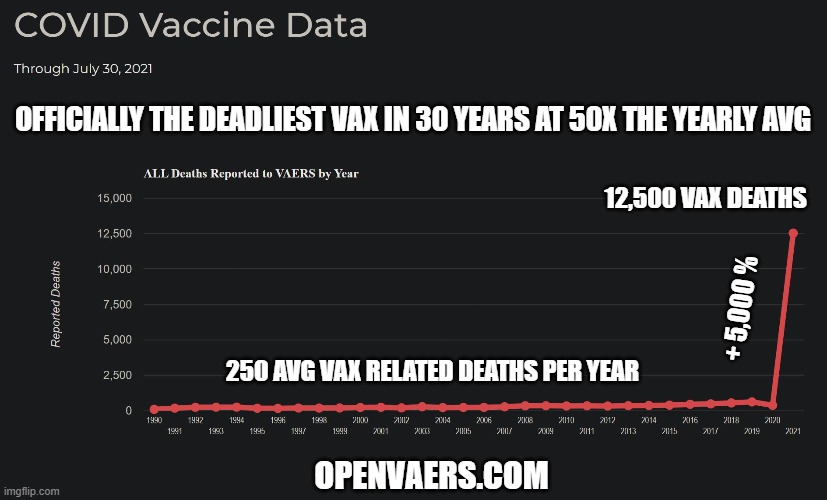 COVID Vaccine Data
Through July 30, 2021
OFFICIALLY THE DEADLIEST VAX IN 30 YEARS AT 50X THE YEARLY AVG
ALL Deaths Reported to VAERS by Year
12,500 VAX DEATHS
15,000
12,500
10,000
7,500
5,000
2,500
0
Reported Deaths
+ 5,000 %
250 AVG VAX RELATED DEATHS PER YEAR
1990 1992 1994 1996 1998 2000 2002 2004 2006 2008 2010 2012 2014 2016 2018 2020
1991 1993 1995 1997 1999 2001 2003 2005 2007 2009 2011 2013 2015 2017 2019 2021
OPENVAERS.COM
imgflip.com